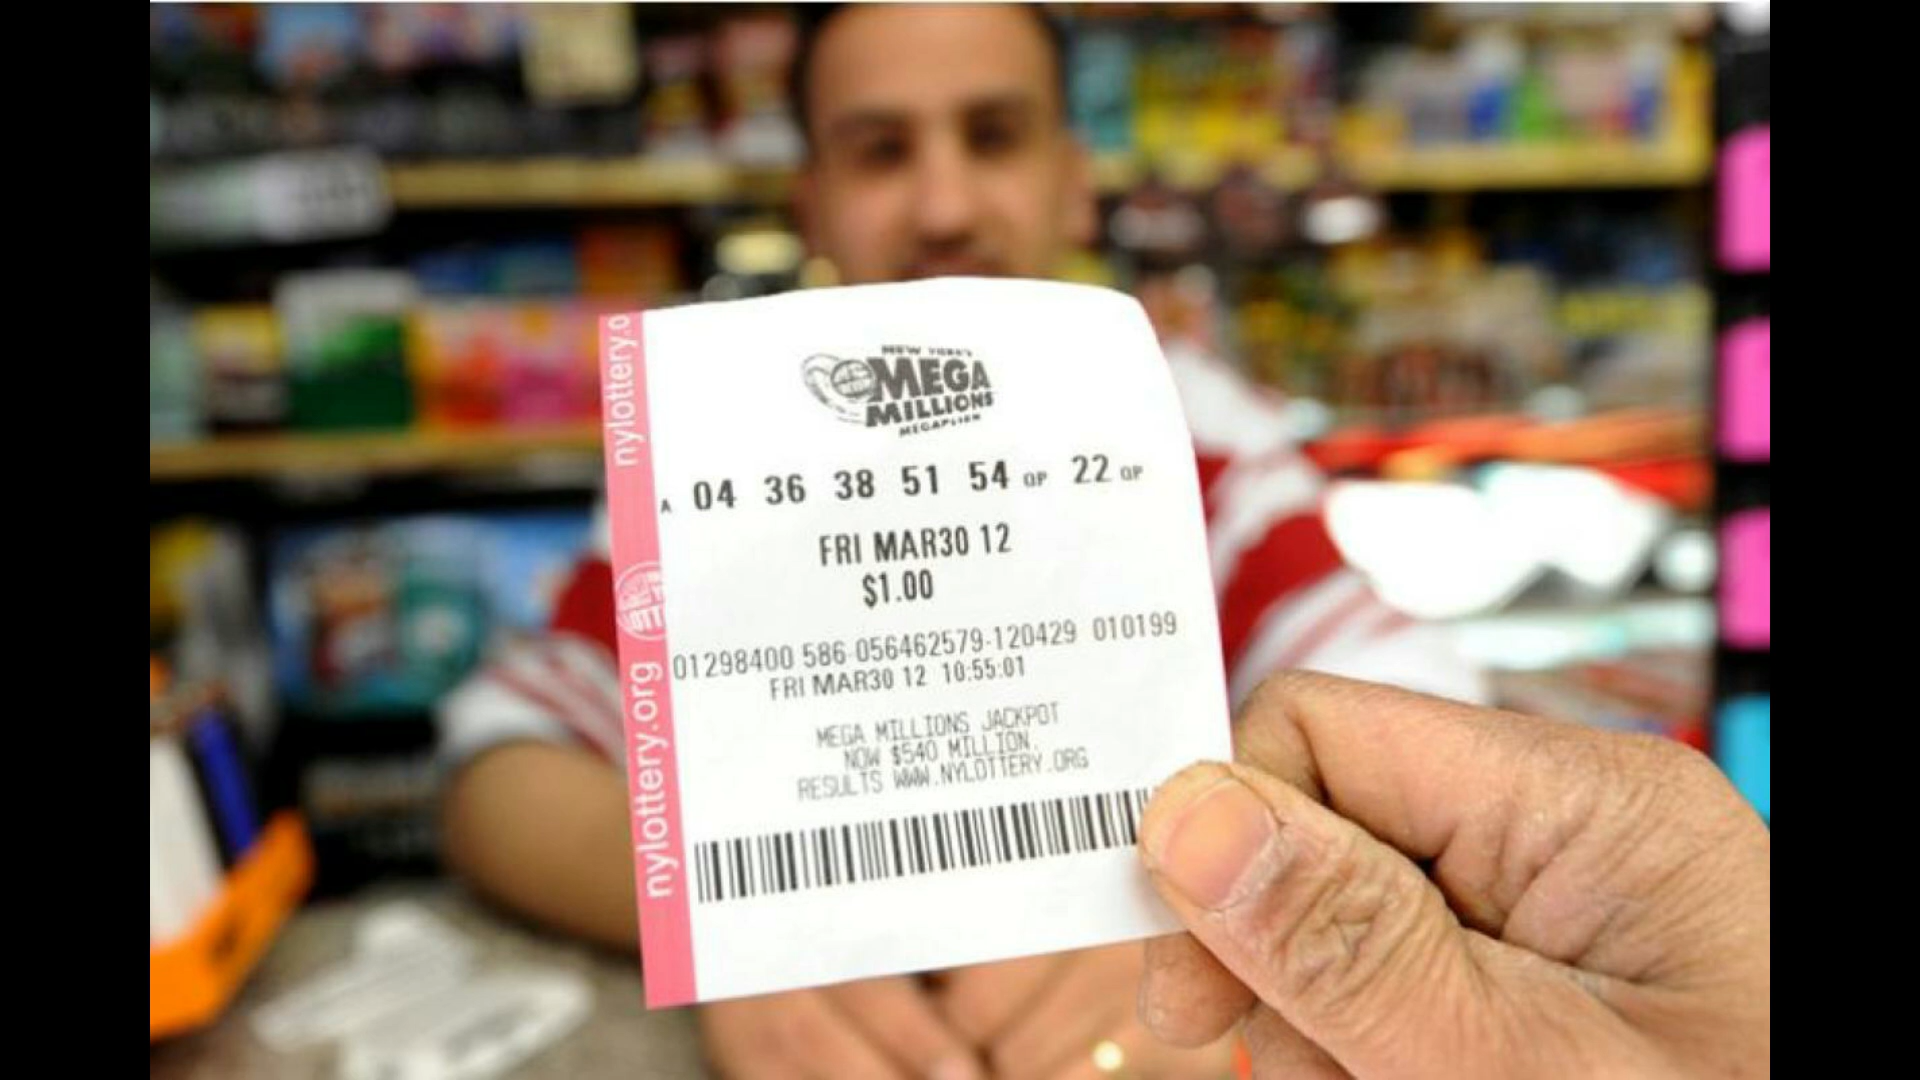 nylottery.o
nylottery.org
NEW YORK'S
MEGA
MILLIONS
MEGAPLIER
A 04 36 38 51 54 QP 22 QP
FRI MAR30 12
$1.00
01298400 586-056462579-120429 010199
FRI MAR30 12 10:55:01
MEGA MILLIONS JACKPOT
NOW $540 MILLION.
RESULTS WWW.NYLOTTERY.ORG